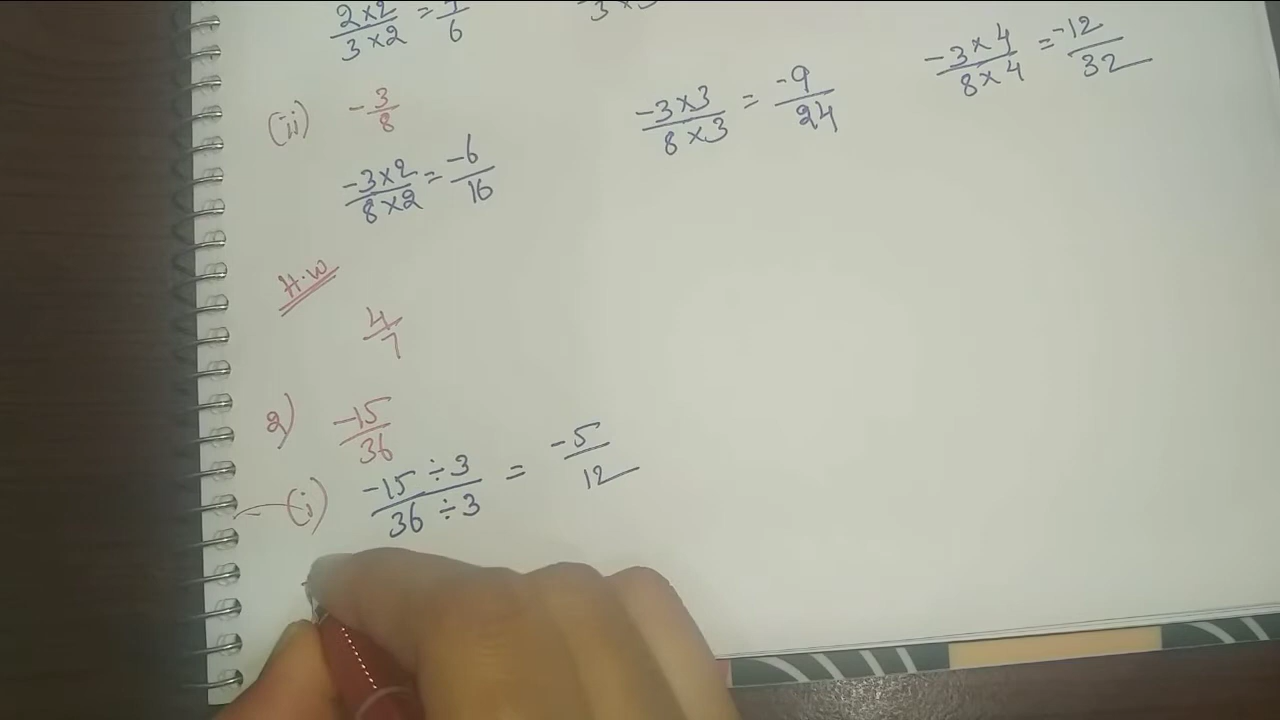 2×2/3×2 = /6
(ii) -3/8
-3×2/8×2 = -6/16
-3×3/8×3 = -9/24
-3×4/8×4 = -12/32
H.W
4/7
2) -15/36
(i) -15÷3/36÷3 = -5/12